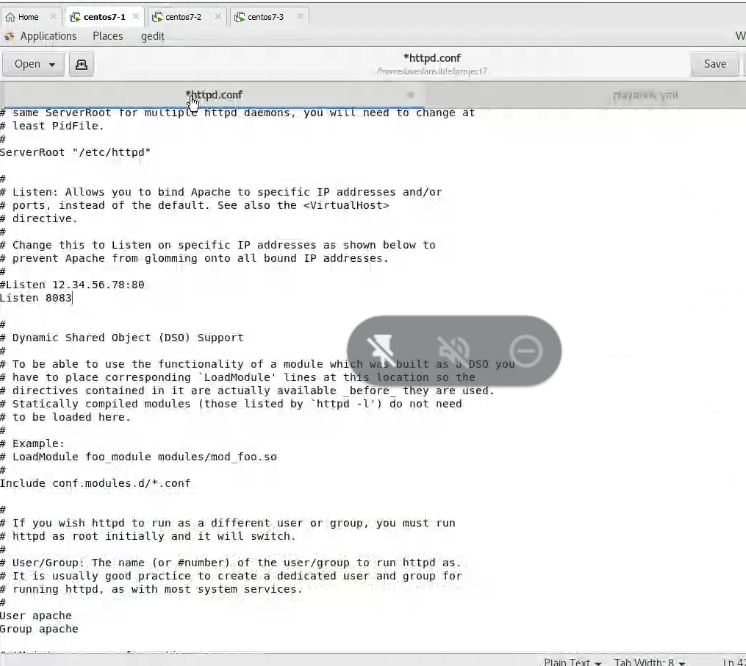 Home
centos7-1
centos7-2
centos7-3
Applications Places gedit W
Open
*httpd.conf
/home/user/ansible/project7
Save
*httpd.conf
playbook.yml
# same ServerRoot for multiple httpd daemons, you will need to change at
# least PidFile.
#
ServerRoot "/etc/httpd"
#
# Listen: Allows you to bind Apache to specific IP addresses and/or
# ports, instead of the default. See also the <VirtualHost>
# directive.
#
# Change this to Listen on specific IP addresses as shown below to
# prevent Apache from glomming onto all bound IP addresses.
#
#Listen 12.34.56.78:80
Listen 8083
#
# Dynamic Shared Object (DSO) Support
#
# To be able to use the functionality of a module which was built as a DSO you
# have to place corresponding `LoadModule' lines at this location so the
# directives contained in it are actually available _before_ they are used.
# Statically compiled modules (those listed by `httpd -l') do not need
# to be loaded here.
#
# Example:
# LoadModule foo_module modules/mod_foo.so
#
Include conf.modules.d/*.conf
#
# If you wish httpd to run as a different user or group, you must run
# httpd as root initially and it will switch.
#
# User/Group: The name (or #number) of the user/group to run httpd as.
# It is usually good practice to create a dedicated user and group for
# running httpd, as with most system services.
#
User apache
Group apache
Plain Text Tab Width: 8 Ln 42